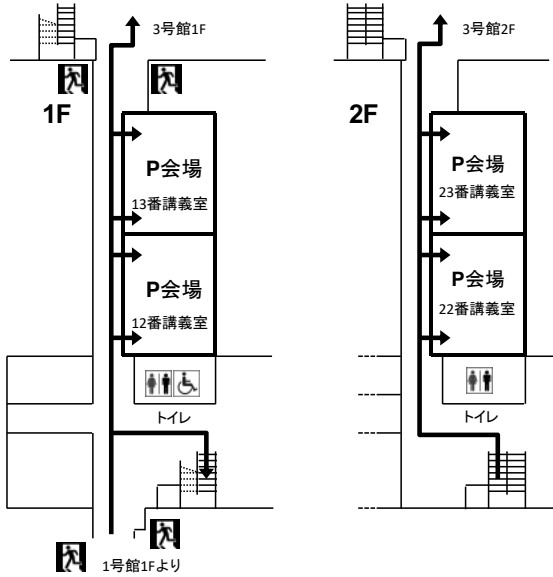 3号館1F
1F
P会場
13番講義室
P会場
12番講義室
トイレ
1号館1Fより
3号館2F
2F
P会場
23番講義室
P会場
22番講義室
トイレ